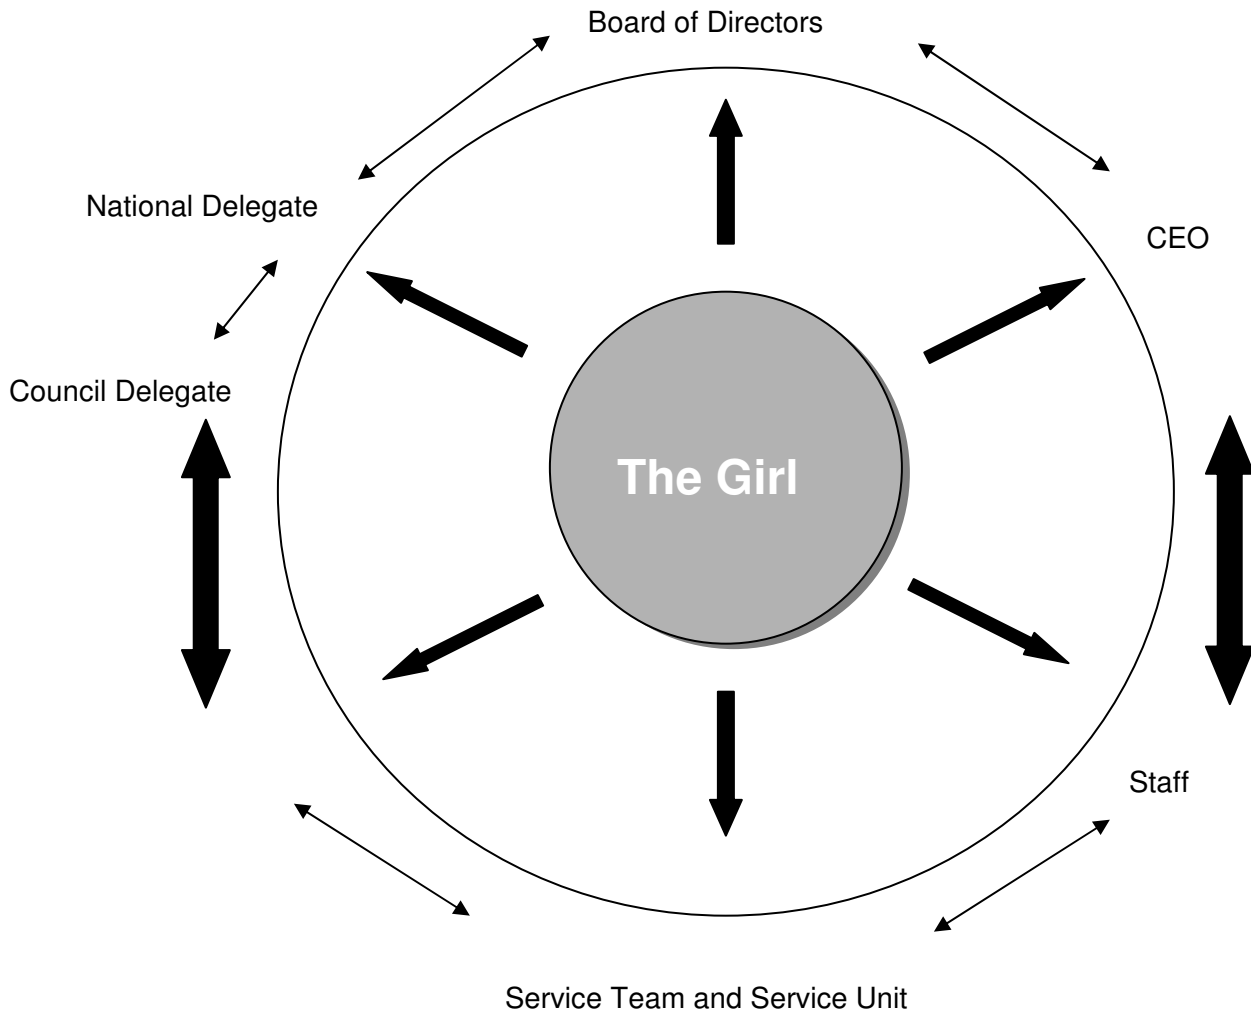 Board of Directors
National Delegate
CEO
Council Delegate
The Girl
Staff
Service Team and Service Unit